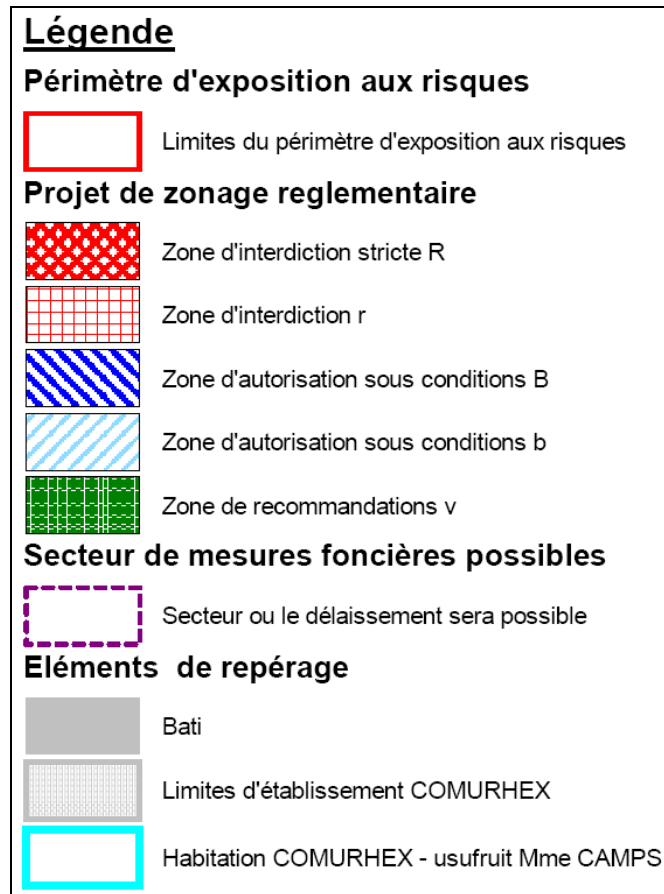 Légende
Périmètre d'exposition aux risques
Limites du périmètre d'exposition aux risques
Projet de zonage reglementaire
Zone d'interdiction stricte R
Zone d'interdiction r
Zone d'autorisation sous conditions B
Zone d'autorisation sous conditions b
Zone de recommandations v
Secteur de mesures foncières possibles
Secteur ou le délaissement sera possible
Eléments de repérage
Bati
Limites d'établissement COMURHEX
Habitation COMURHEX - usufruit Mme CAMPS